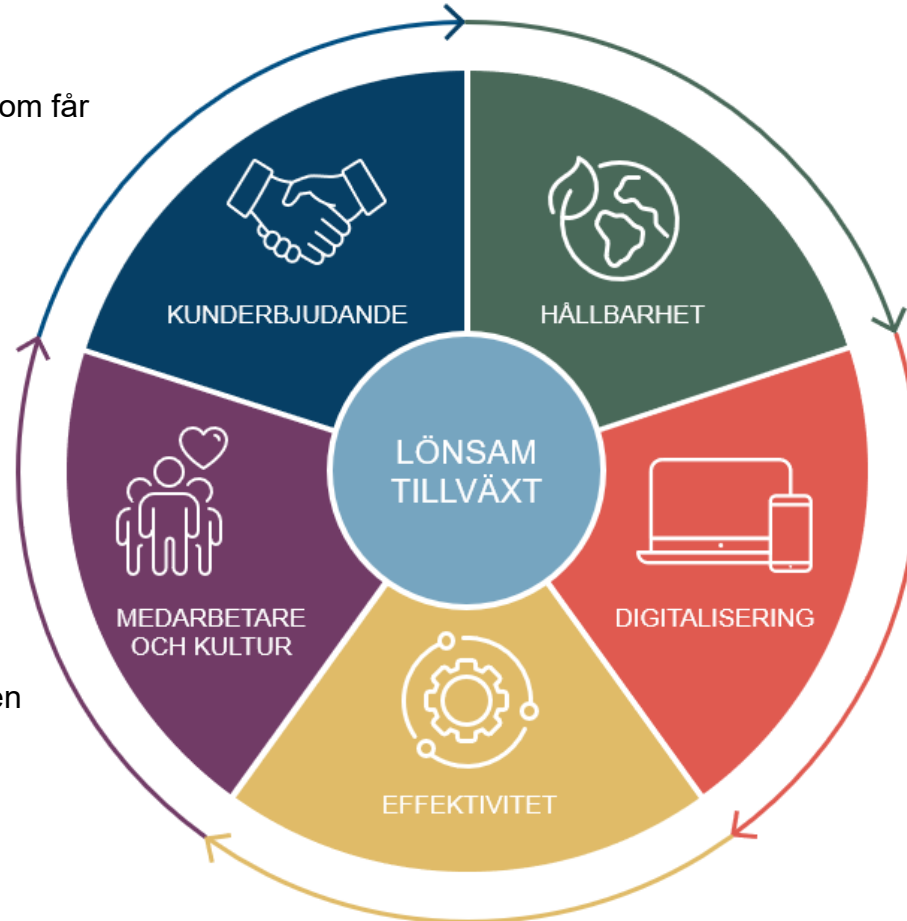 om får
KUNDERBJUDANDE
HÅLLBARHET
LÖNSAM
TILLVÄXT
MEDARBETARE
OCH KULTUR
DIGITALISERING
en
EFFEKTIVITET